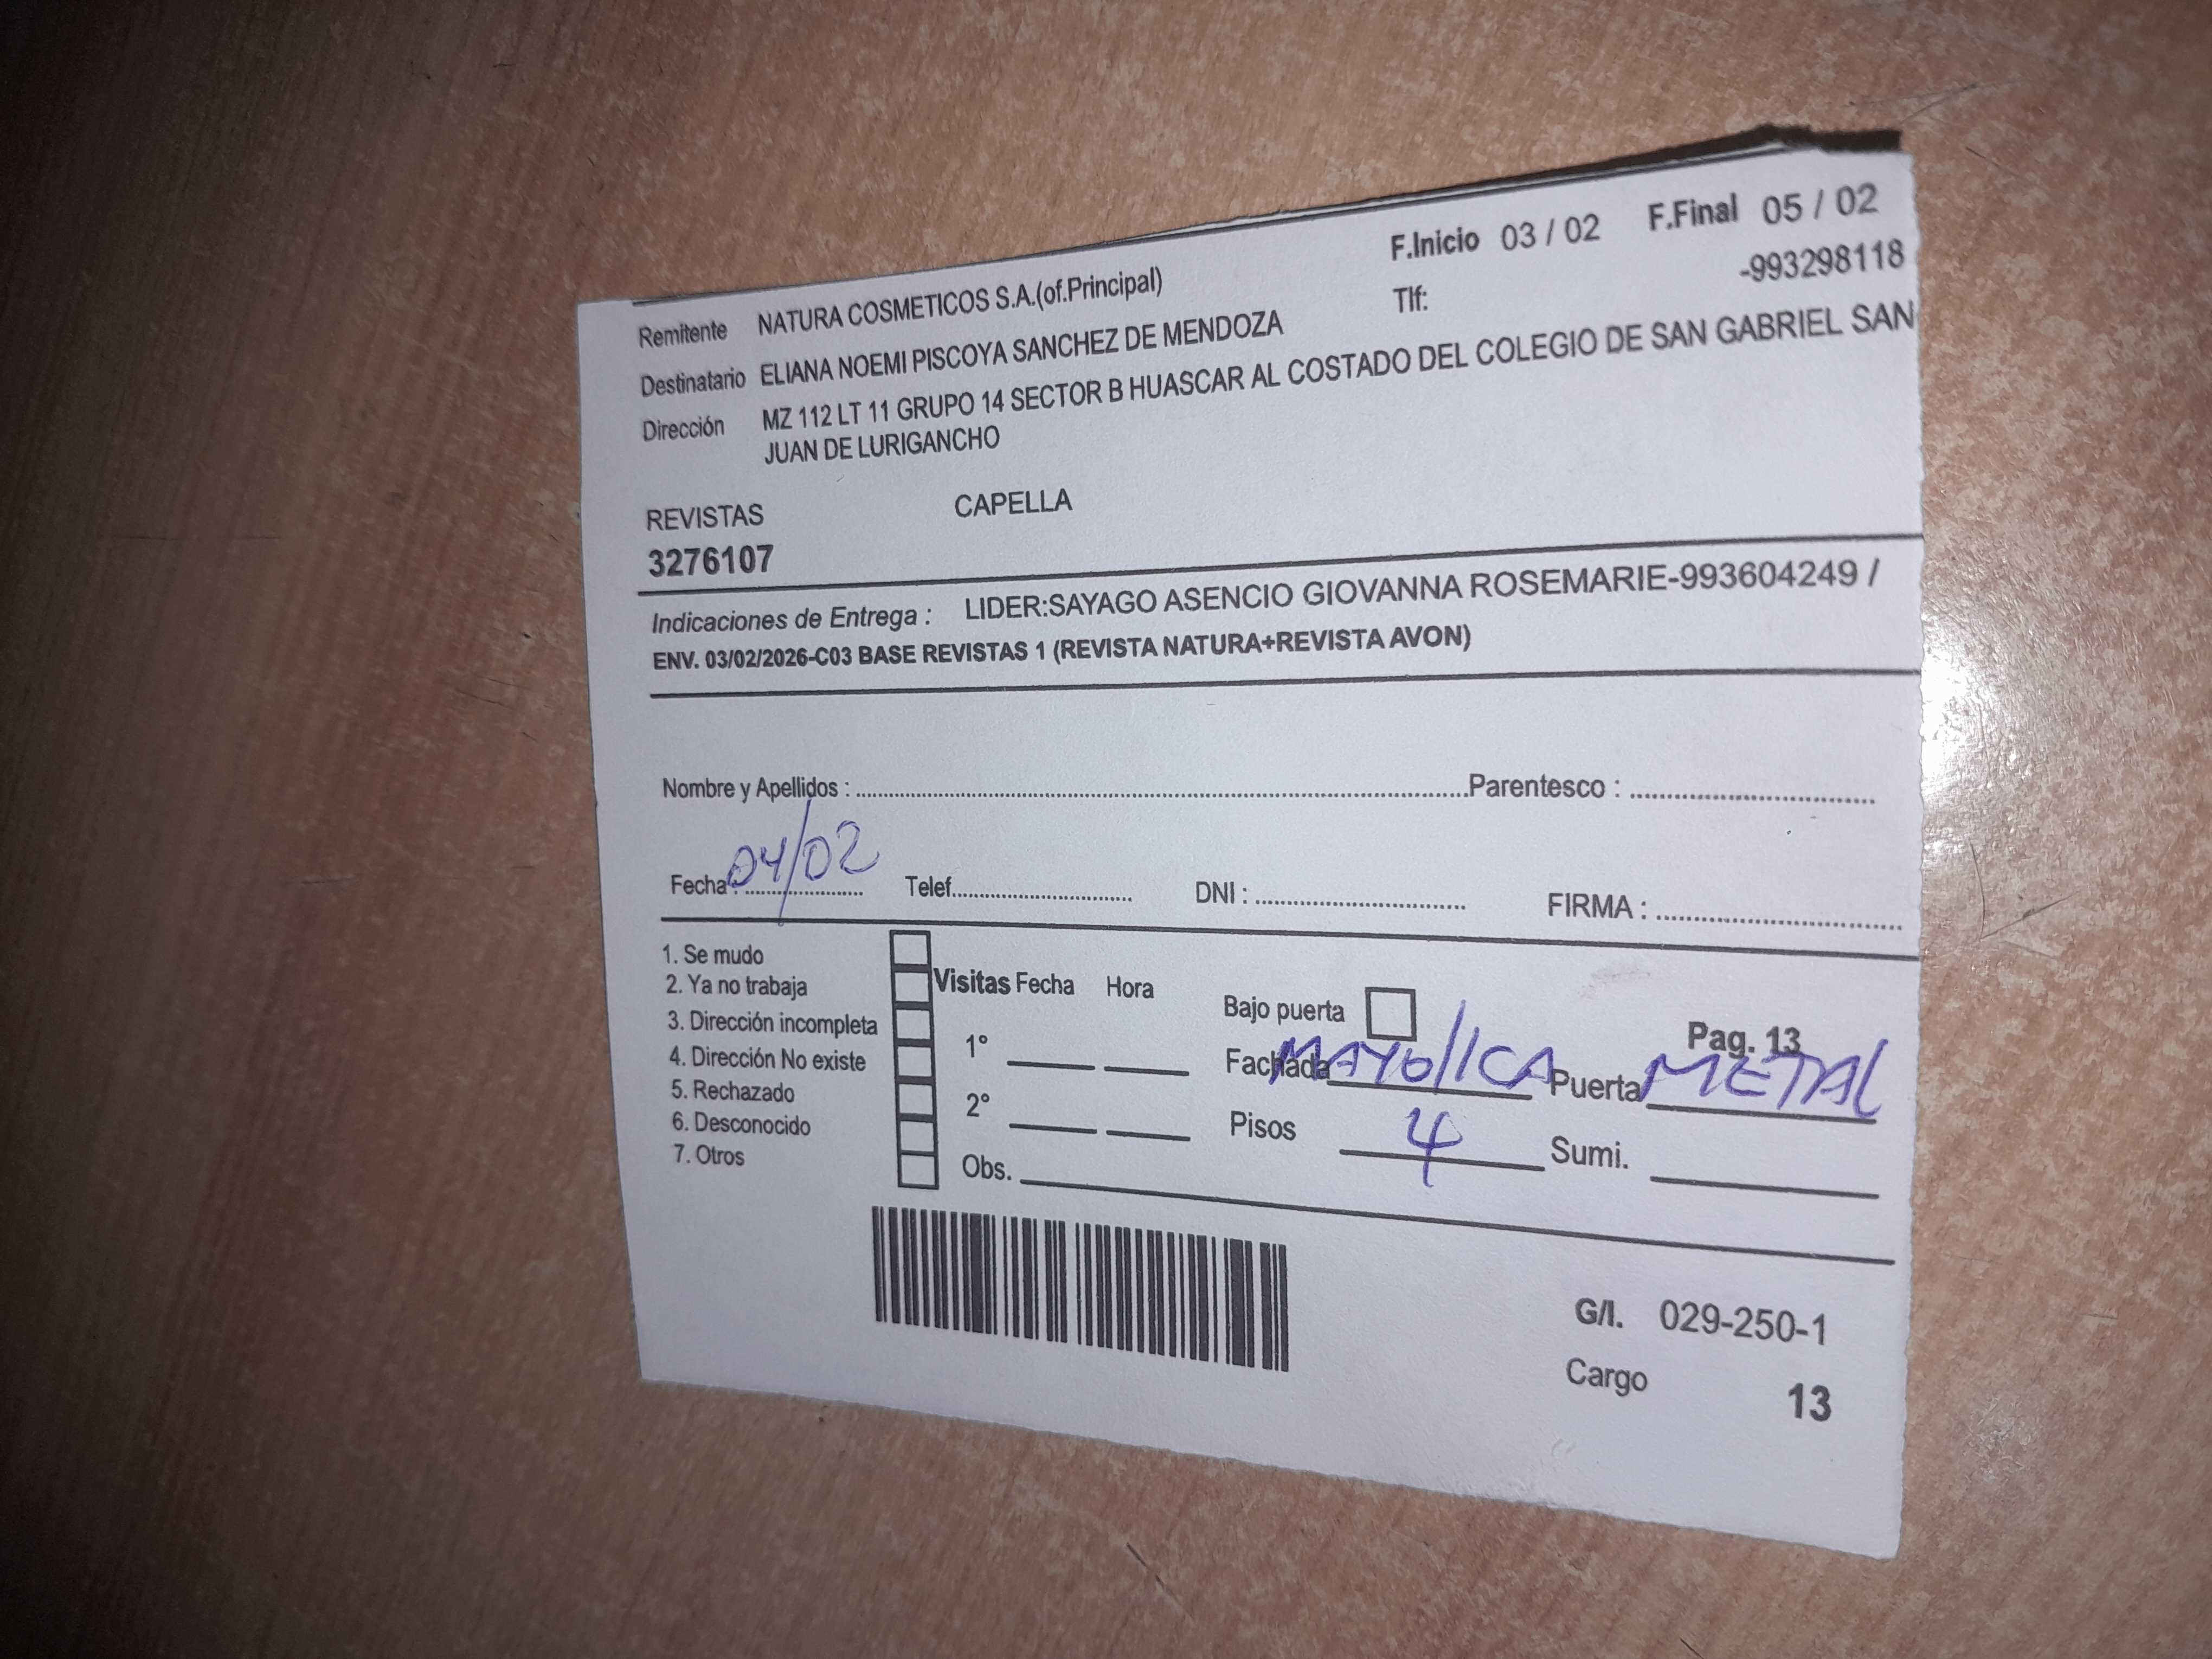 F.Inicio 03 / 02 F.Final 05 / 02
Remitente NATURA COSMETICOS S.A.(of.Principal) Tlf: -993298118
Destinatario ELIANA NOEMI PISCOYA SANCHEZ DE MENDOZA
Dirección MZ 112 LT 11 GRUPO 14 SECTOR B HUASCAR AL COSTADO DEL COLEGIO DE SAN GABRIEL SAN
JUAN DE LURIGANCHO
REVISTAS CAPELLA
3276107
Indicaciones de Entrega : LIDER:SAYAGO ASENCIO GIOVANNA ROSEMARIE-993604249 /
ENV. 03/02/2026-C03 BASE REVISTAS 1 (REVISTA NATURA+REVISTA AVON)
Nombre y Apellidos : Parentesco :
Fecha : 04/02 Telef. DNI : FIRMA :
1. Se mudo
2. Ya no trabaja
3. Dirección incompleta
4. Dirección No existe
5. Rechazado
6. Desconocido
7. Otros
Visitas Fecha Hora
1°
2°
Obs.
Bajo puerta Pag. 13
Fachada MAYOlICA Puerta METAL
Pisos 4 Sumi.
G/I. 029-250-1
Cargo 13